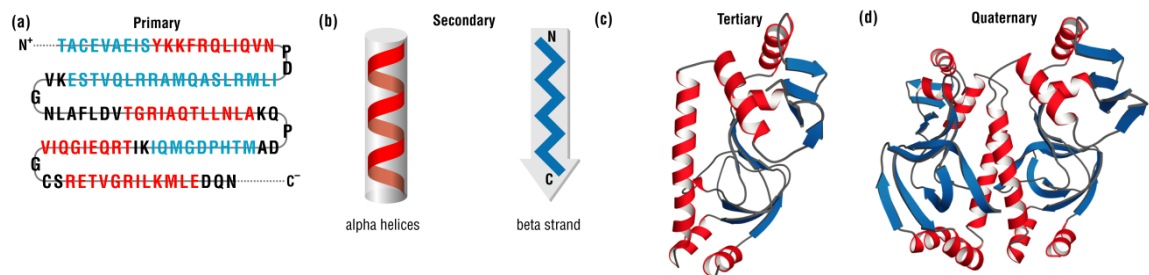 (a) Primary
N+ TACEVAEISYKKFRQLIQVN
P
D
VKESTVQLRRAMQASLRMLI
G
NLAFLDVTGRIAQTLLNLAKQ
P
VIQGIEQRTIKIQMGDPHTMAD
G
CSRETVGRILKMLEDQN C−
(b) Secondary
alpha helices
N
C
beta strand
(c) Tertiary
(d) Quaternary